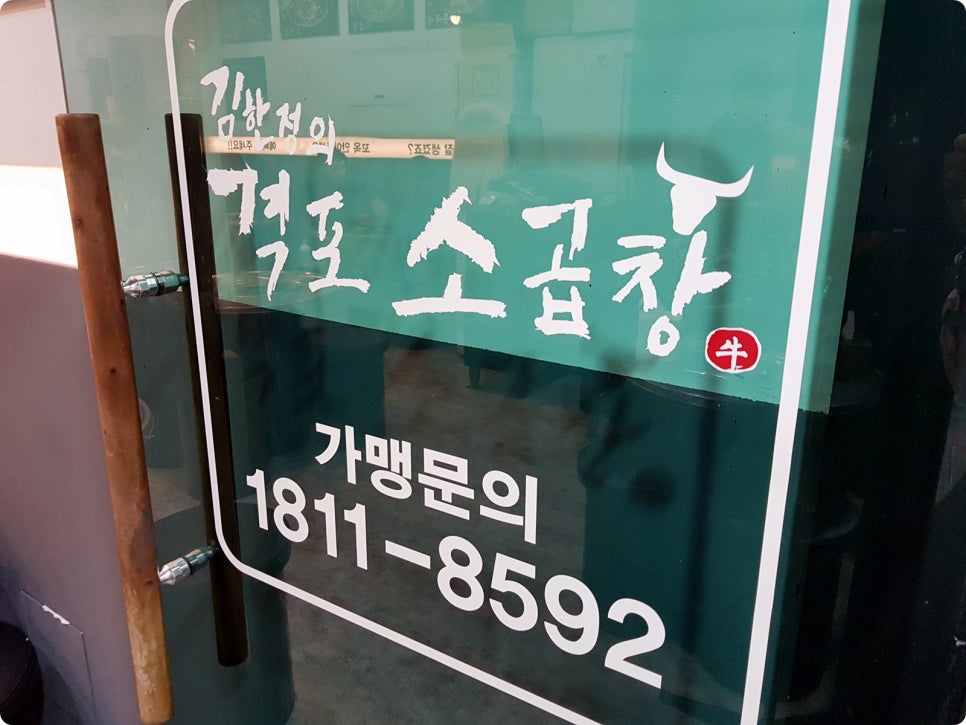 김한정의
격포 소곱창
牛
가맹문의
1811-8592